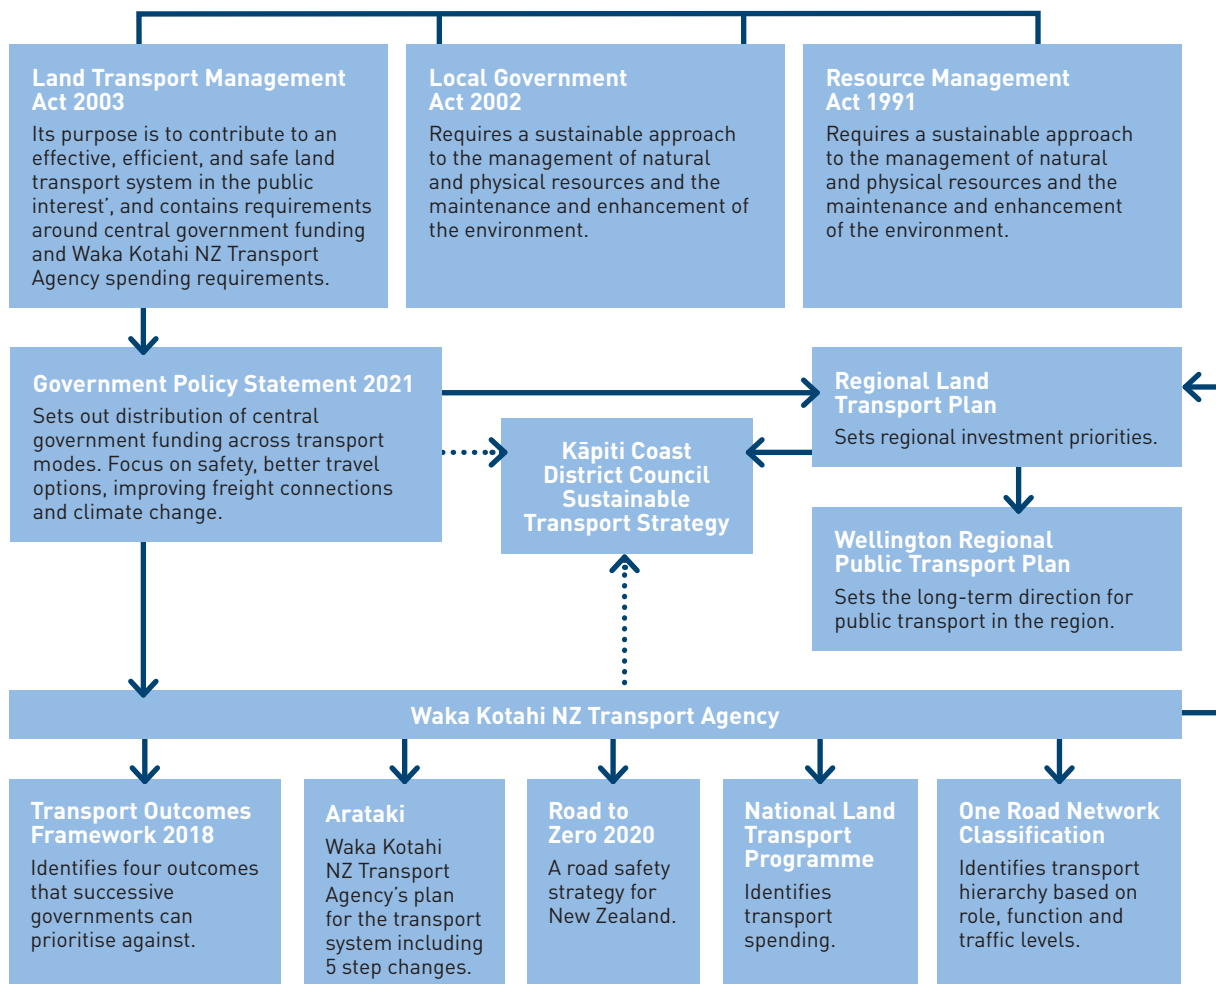 Land Transport Management
Act 2003
Its purpose is to contribute to an
effective, efficient, and safe land
transport system in the public
interest’, and contains requirements
around central government funding
and Waka Kotahi NZ Transport
Agency spending requirements.
Local Government
Act 2002
Requires a sustainable approach
to the management of natural
and physical resources and the
maintenance and enhancement of
the environment.
Resource Management
Act 1991
Requires a sustainable approach
to the management of natural
and physical resources and the
maintenance and enhancement
of the environment.
Government Policy Statement 2021
Sets out distribution of central
government funding across transport
modes. Focus on safety, better travel
options, improving freight connections
and climate change.
Kāpiti Coast
District Council
Sustainable
Transport Strategy
Regional Land
Transport Plan
Sets regional investment priorities.
Wellington Regional
Public Transport Plan
Sets the long-term direction for
public transport in the region.
Waka Kotahi NZ Transport Agency
Transport Outcomes
Framework 2018
Identifies four outcomes
that successive
governments can
prioritise against.
Arataki
Waka Kotahi
NZ Transport
Agency’s plan
for the transport
system including
5 step changes.
Road to
Zero 2020
A road safety
strategy for
New Zealand.
National Land
Transport
Programme
Identifies
transport
spending.
One Road Network
Classification
Identifies transport
hierarchy based on
role, function and
traffic levels.